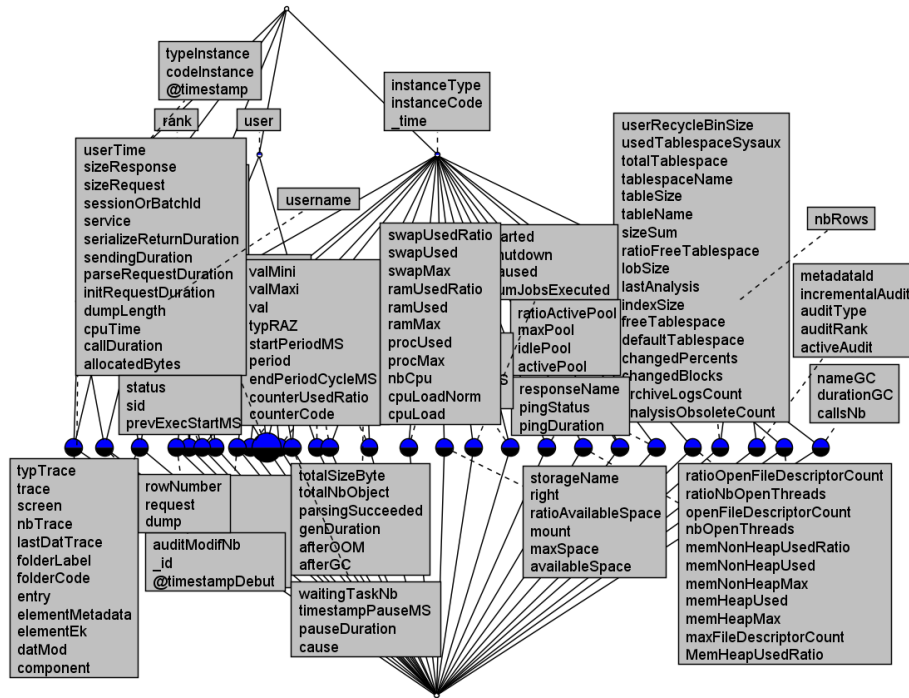 typeInstance
codeInstance
@timestamp
rank
user
instanceType
instanceCode
_time
userTime
sizeResponse
sizeRequest
sessionOrBatchId
service
serializeReturnDuration
sendingDuration
parseRequestDuration
initRequestDuration
dumpLength
cpuTime
callDuration
allocatedBytes
username
valMini
valMaxi
val
typRAZ
startPeriodMS
period
endPeriodCycleMS
counterUsedRatio
counterCode
swapUsedRatio
swapUsed
swapMax
ramUsedRatio
ramUsed
ramMax
procUsed
procMax
nbCpu
cpuLoadNorm
cpuLoad
umJobsExecuted
ratioActivePool
maxPool
idlePool
activePool
responseName
pingStatus
pingDuration
userRecycleBinSize
usedTablespaceSysaux
totalTablespace
tablespaceName
tableSize
tableName
sizeSum
ratioFreeTablespace
lobSize
lastAnalysis
indexSize
freeTablespace
defaultTablespace
changedPercents
changedBlocks
rchiveLogsCount
nalysisObsoleteCount
nbRows
metadataId
incrementalAudit
auditType
auditRank
activeAudit
nameGC
durationGC
callsNb
status
sid
prevExecStartMS
typTrace
trace
screen
nbTrace
lastDatTrace
folderLabel
folderCode
entry
elementMetadata
elementEk
datMod
component
rowNumber
request
dump
auditModifNb
_id
@timestampDebut
totalSizeByte
totalNbObject
parsingSucceeded
genDuration
afterOOM
afterGC
waitingTaskNb
timestampPauseMS
pauseDuration
cause
storageName
right
ratioAvailableSpace
mount
maxSpace
availableSpace
ratioOpenFileDescriptorCount
ratioNbOpenThreads
openFileDescriptorCount
nbOpenThreads
memNonHeapUsedRatio
memNonHeapUsed
memNonHeapMax
memHeapUsed
memHeapMax
maxFileDescriptorCount
MemHeapUsedRatio